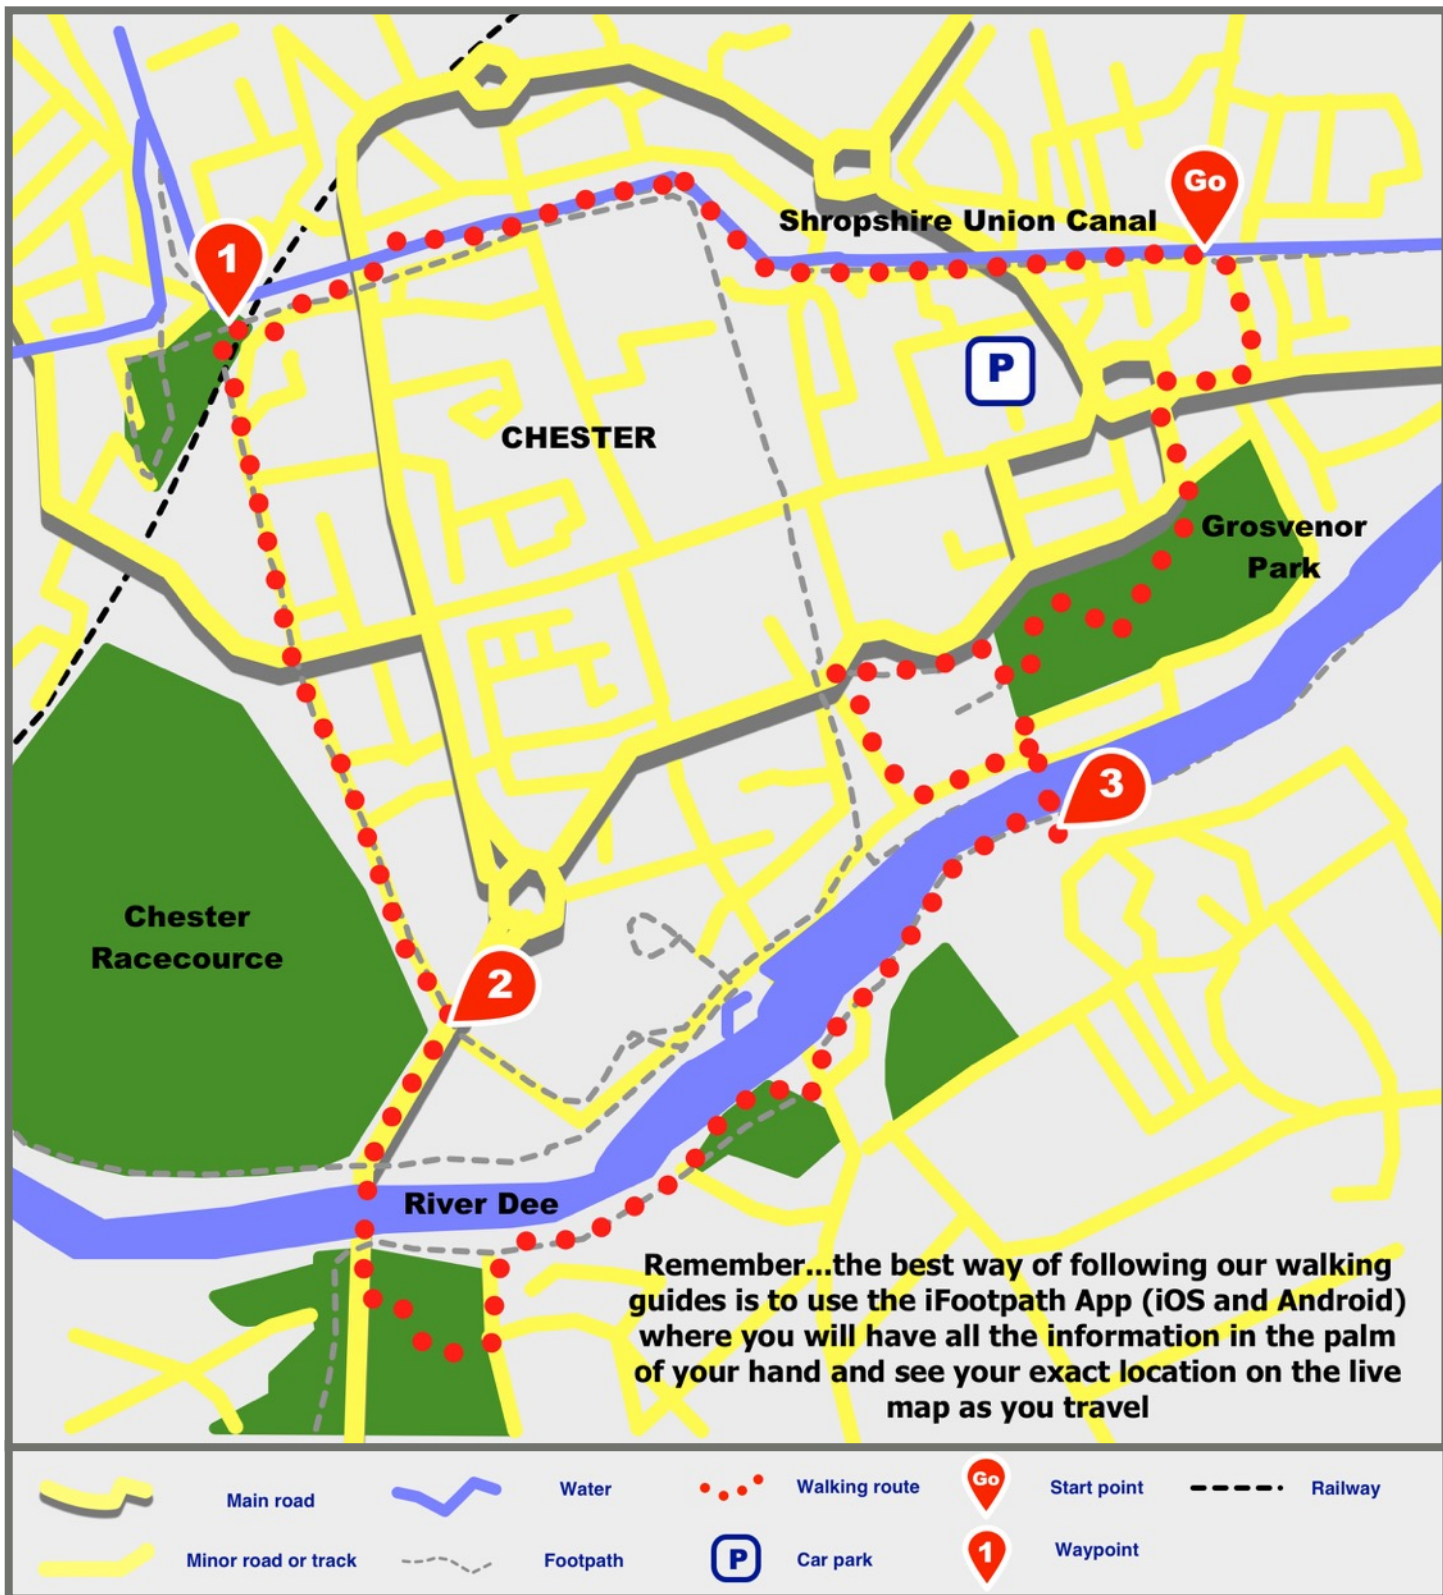 Go
Shropshire Union Canal
1
P
CHESTER
Grosvenor
Park
3
Chester
Racecourse
2
River Dee
Remember...the best way of following our walking
guides is to use the iFootpath App (iOS and Android)
where you will have all the information in the palm
of your hand and see your exact location on the live
map as you travel
Main road
Water
Walking route
Go
Start point
Railway
Minor road or track
Footpath
P
Car park
1
Waypoint